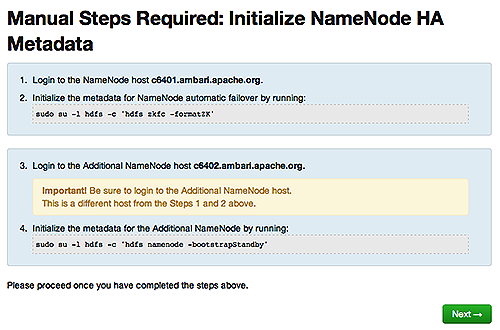 Manual Steps Required: Initialize NameNode HA
Metadata
1. Login to the NameNode host c6401.ambari.apache.org.
2. Initialize the metadata for NameNode automatic failover by running:
sudo su -l hdfs -c 'hdfs zkfc -formatZK'
3. Login to the Additional NameNode host c6402.ambari.apache.org.
Important! Be sure to login to the Additional NameNode host.
This is a different host from the Steps 1 and 2 above.
4. Initialize the metadata for the Additional NameNode by running:
sudo su -l hdfs -c 'hdfs namenode -bootstrapStandby'
Please proceed once you have completed the steps above.
Next →